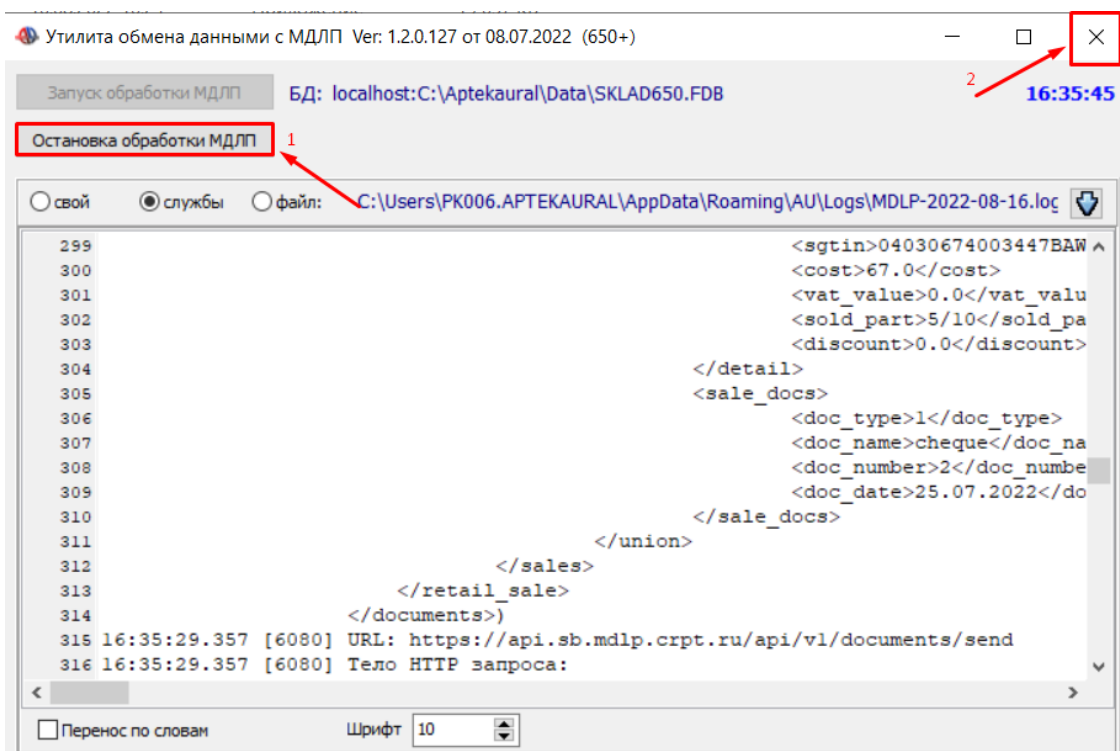 Утилита обмена данными с МДЛП Ver: 1.2.0.127 от 08.07.2022 (650+)
2
Запуск обработки МДЛП БД: localhost:C:\Aptekaural\Data\SKLAD650.FDB 16:35:45
Остановка обработки МДЛП 1
свой службы файл: C:\Users\PK006.APTEKAURAL\AppData\Roaming\AU\Logs\MDLP-2022-08-16.log
299 <sgtin>04030674003447BAW
300 <cost>67.0</cost>
301 <vat_value>0.0</vat_valu
302 <sold_part>5/10</sold_pa
303 <discount>0.0</discount>
304 </detail>
305 <sale_docs>
306 <doc_type>1</doc_type>
307 <doc_name>cheque</doc_na
308 <doc_number>2</doc_numbe
309 <doc_date>25.07.2022</do
310 </sale_docs>
311 </union>
312 </sales>
313 </retail_sale>
314 </documents>)
315 16:35:29.357 [6080] URL: https://api.sb.mdlp.crpt.ru/api/v1/documents/send
316 16:35:29.357 [6080] Тело HTTP запроса:
Перенос по словам Шрифт 10